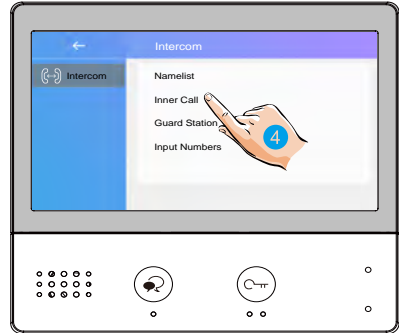 Intercom
Intercom
Namelist
Inner Call
Guard Station
Input Numbers
4